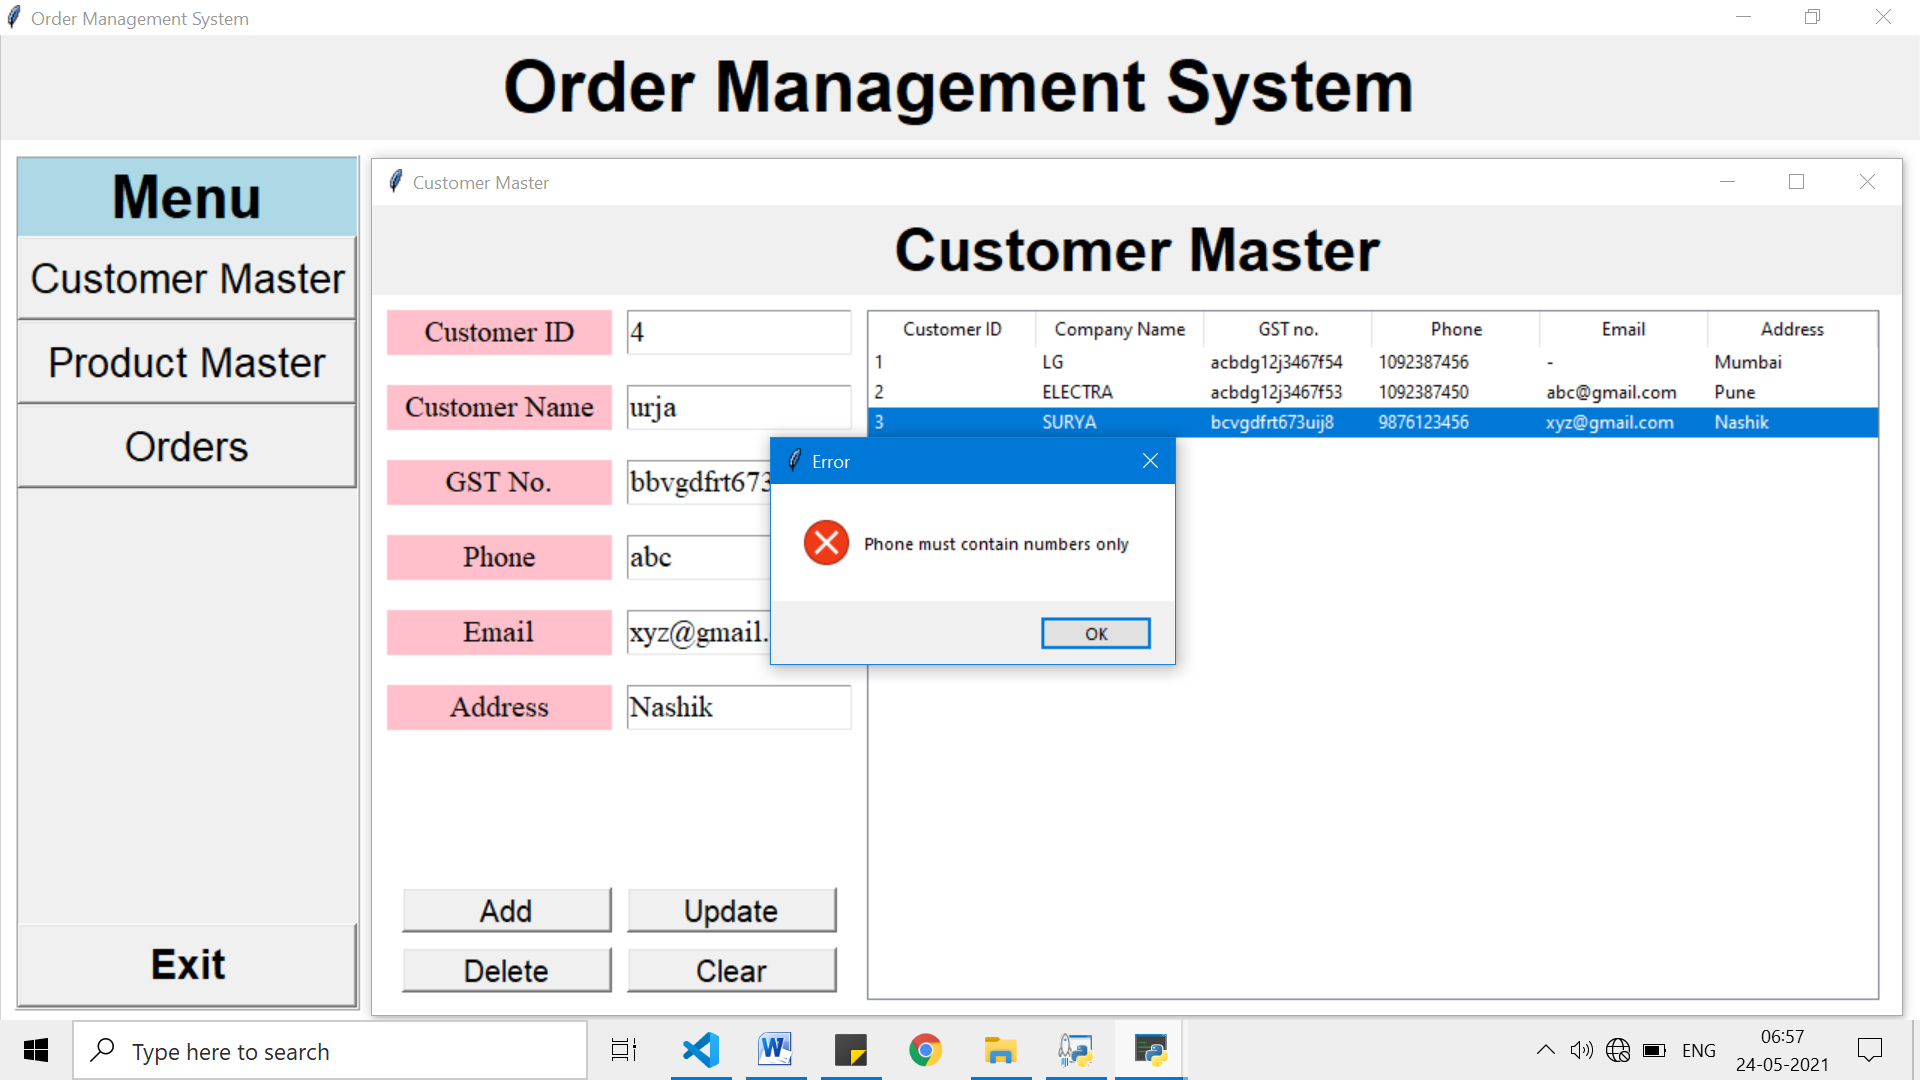 Order Management System
Order Management System
Menu
Customer Master
Product Master
Orders
Exit
Customer Master
Customer Master
Customer ID 4
Customer Name urja
GST No. bbvgdfrt673
Phone abc
Email xyz@gmail.
Address Nashik
Add Update
Delete Clear
Customer ID Company Name GST no. Phone Email Address
1 LG acbdg12j3467f54 1092387456 - Mumbai
2 ELECTRA acbdg12j3467f53 1092387450 abc@gmail.com Pune
3 SURYA bcvgdfrt673uij8 9876123456 xyz@gmail.com Nashik
Error
Phone must contain numbers only
OK
Type here to search
ENG
06:57
24-05-2021